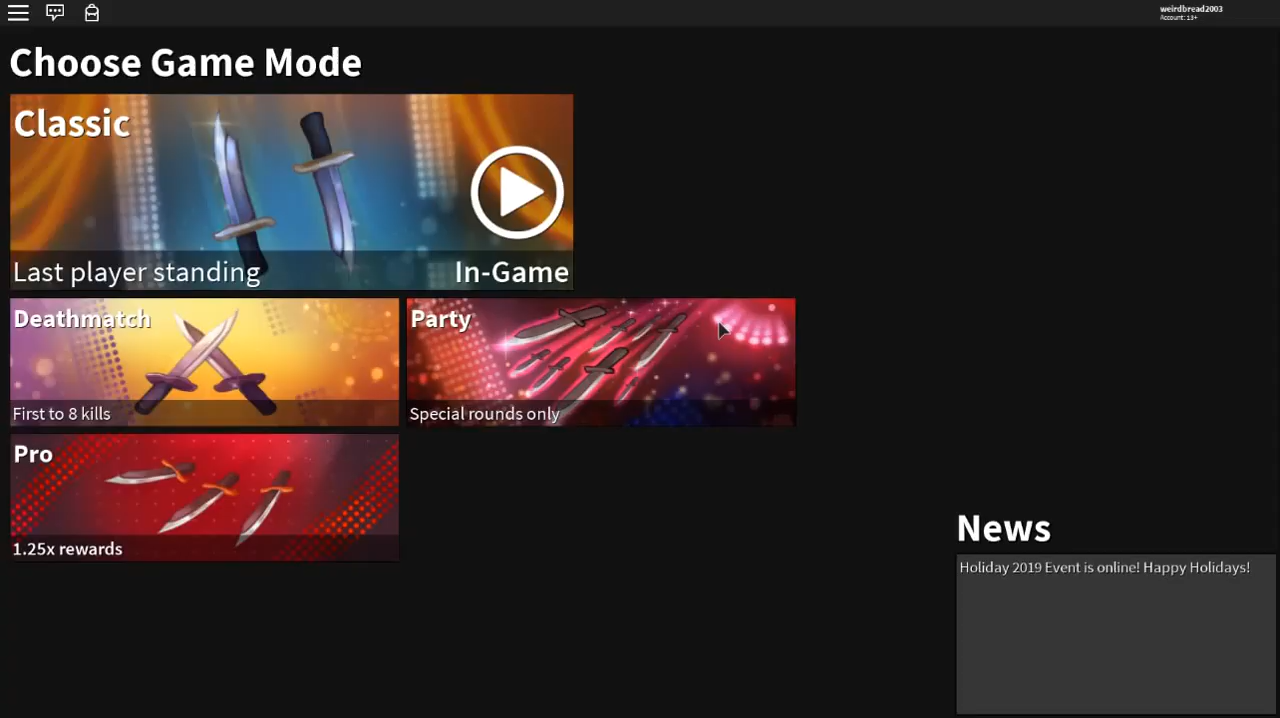 weirdbread2003
Account: 13+
Choose Game Mode
Classic
Last player standing
In-Game
Deathmatch
First to 8 kills
Party
Special rounds only
Pro
1.25x rewards
News
Holiday 2019 Event is online! Happy Holidays!